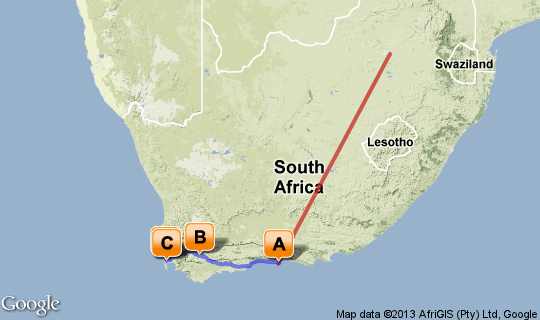 Swaziland
Lesotho
South
Africa
C
B
A
Google
Map data ©2013 AfriGIS (Pty) Ltd, Google